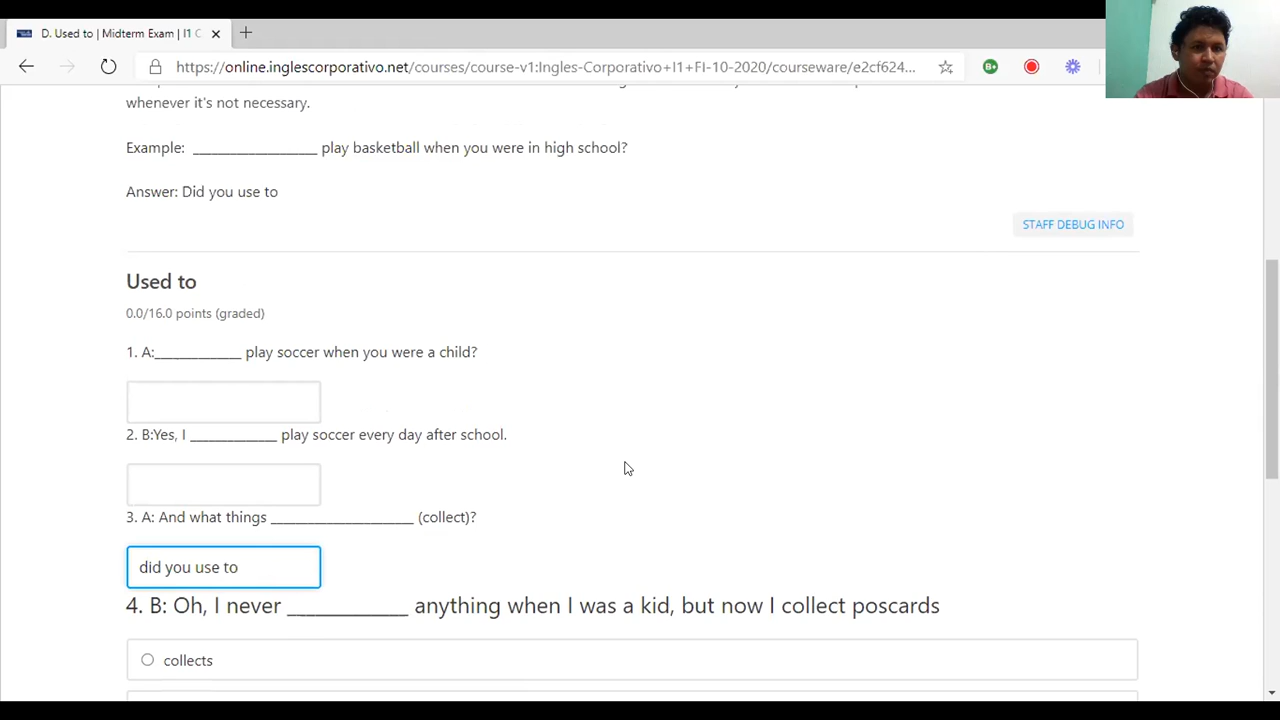 D. Used to | Midterm Exam | I1 C
https://online.inglescorporativo.net/courses/course-v1:Ingles-Corporativo+I1+FI-10-2020/courseware/e2cf624...
whenever it's not necessary.
Example: __________________ play basketball when you were in high school?
Answer: Did you use to
STAFF DEBUG INFO
Used to
0.0/16.0 points (graded)
1. A:_____________ play soccer when you were a child?
2. B:Yes, I _____________ play soccer every day after school.
3. A: And what things _____________________ (collect)?
did you use to
4. B: Oh, I never ____________ anything when I was a kid, but now I collect poscards
collects